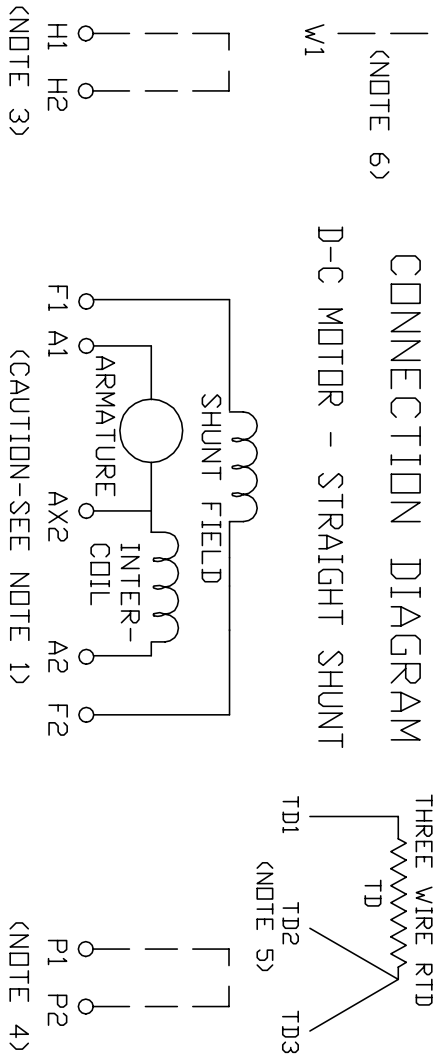 CONNECTION DIAGRAM
D-C MOTOR - STRAIGHT SHUNT
W1
(NOTE 6)
THREE WIRE RTD
TD
TD1
TD2
TD3
(NOTE 5)
SHUNT FIELD
ARMATURE
INTER-
COIL
H1
H2
F1
A1
AX2
A2
F2
P1
P2
(NOTE 3)
(CAUTION-SEE NOTE 1)
(NOTE 4)